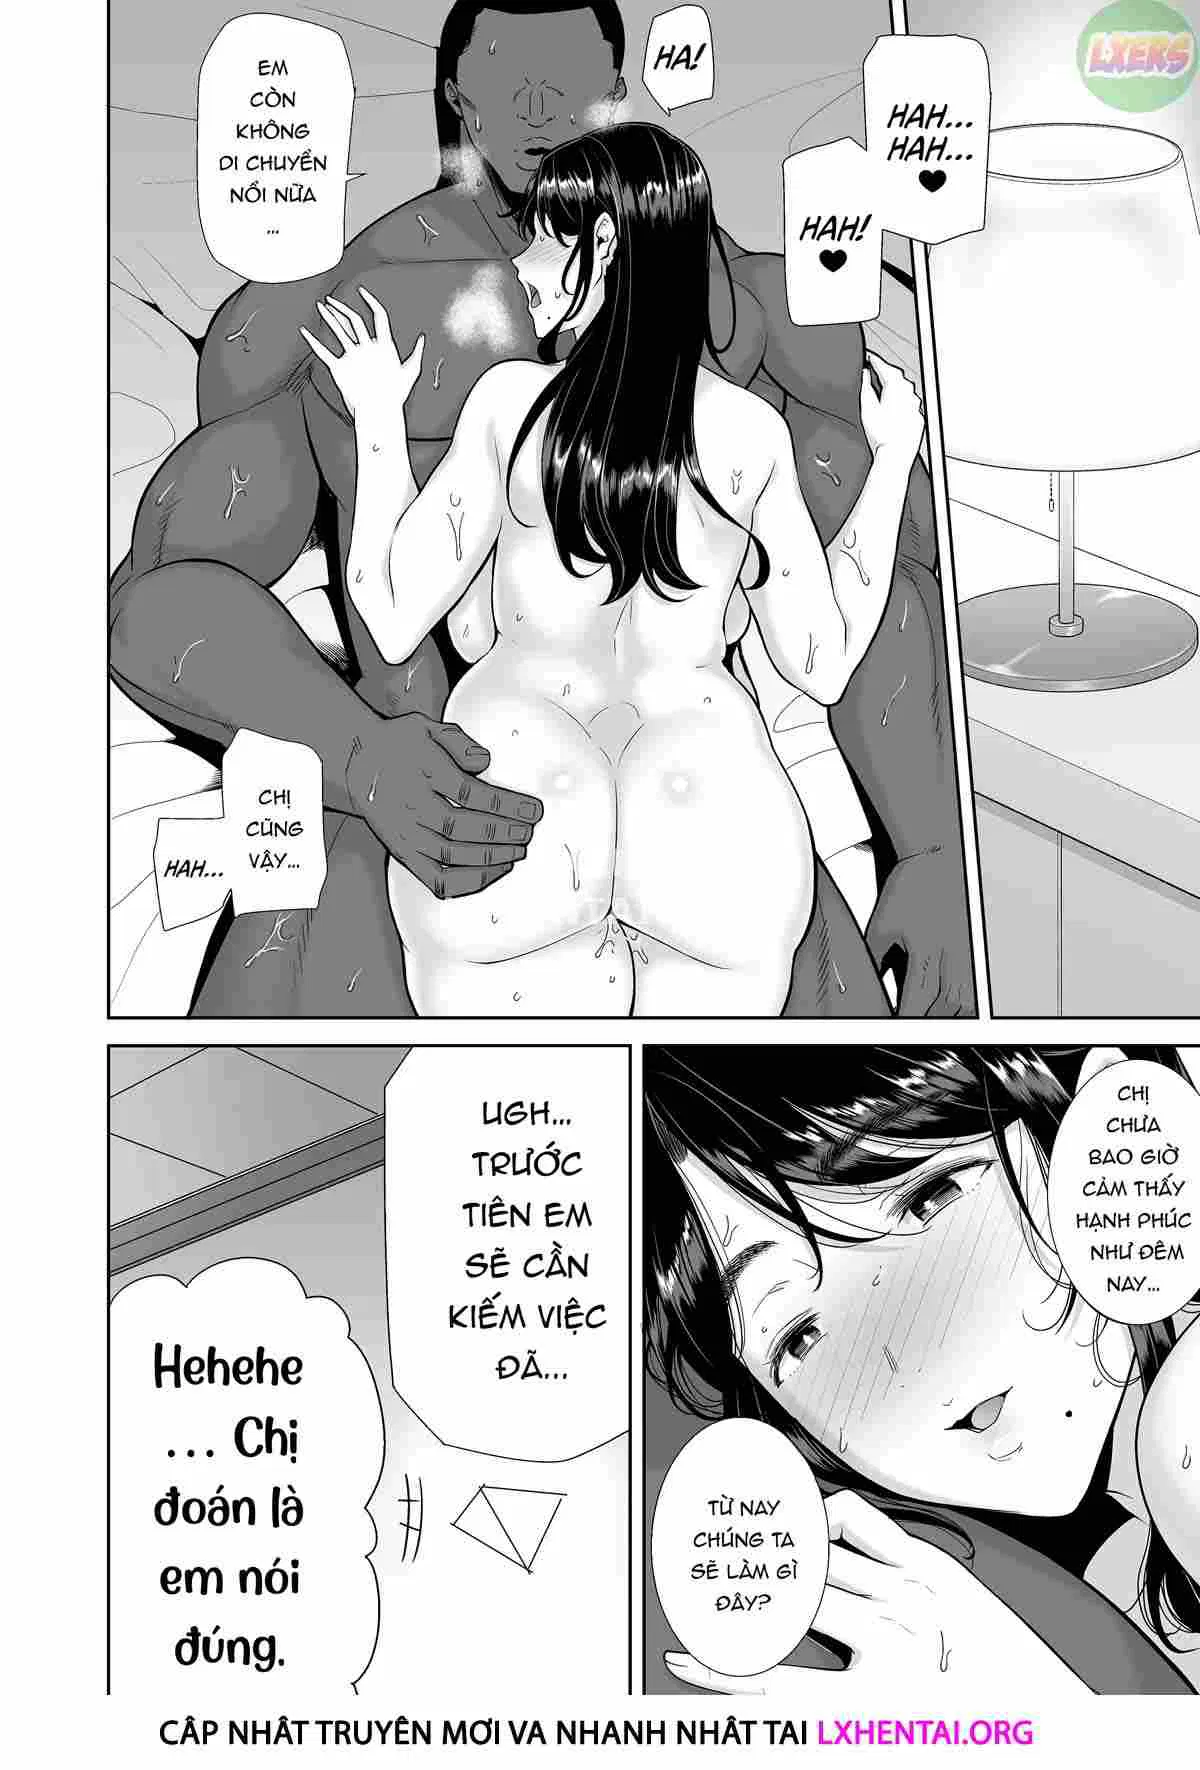 LXERS
HAH...
HAH...
HAH!
HA!
EM
CÒN
KHÔNG
DI CHUYỂN
NỔI NỮA
...
CHỊ
CŨNG
VẬY...
HAH...
CHỊ
CHƯA
BAO GIỜ
CẢM THẤY
HẠNH PHÚC
NHƯ ĐÊM
NAY...
TỪ NAY
CHÚNG TA
SẼ LÀM GÌ
ĐÂY?
UGH...
TRƯỚC
TIÊN EM
SẼ CẦN
KIẾM VIỆC
ĐÃ...
Hehehe
... Chị
đoán là
em nói
đúng.
CẬP NHẬT TRUYỆN MỚI VÀ NHANH NHẤT TẠI LXHENTAI.ORG